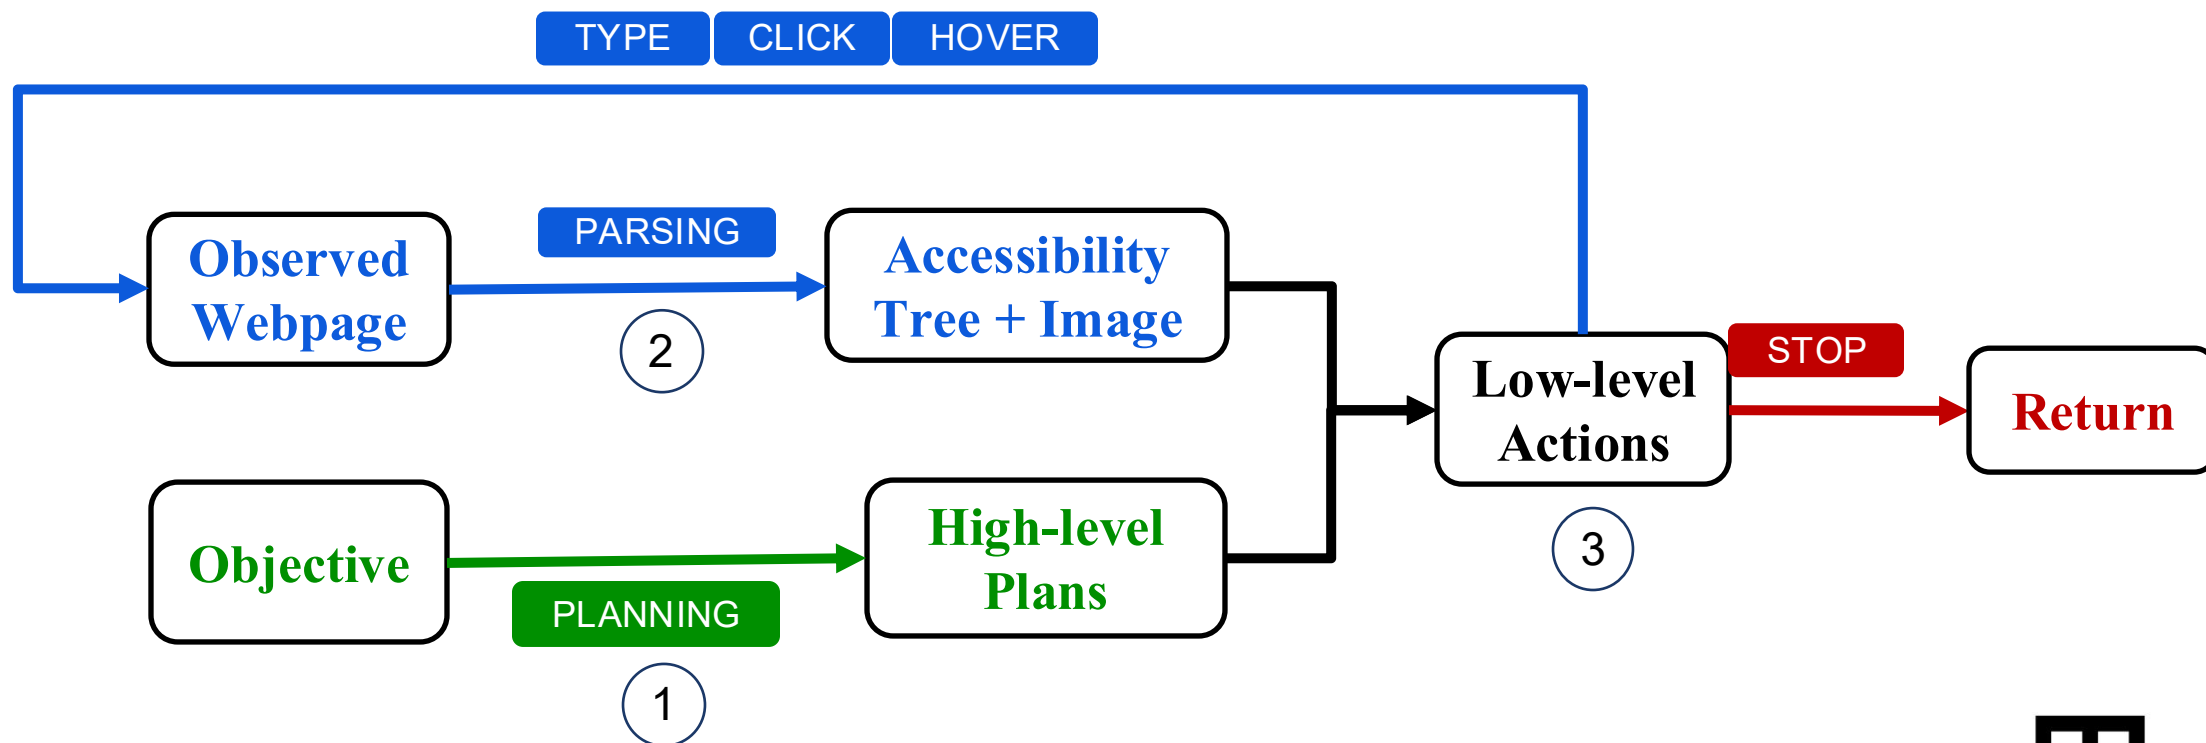 TYPE CLICK HOVER
Observed
Webpage
PARSING
2
Accessibility
Tree + Image
Low-level
Actions
3
STOP
Return
Objective
PLANNING
1
High-level
Plans